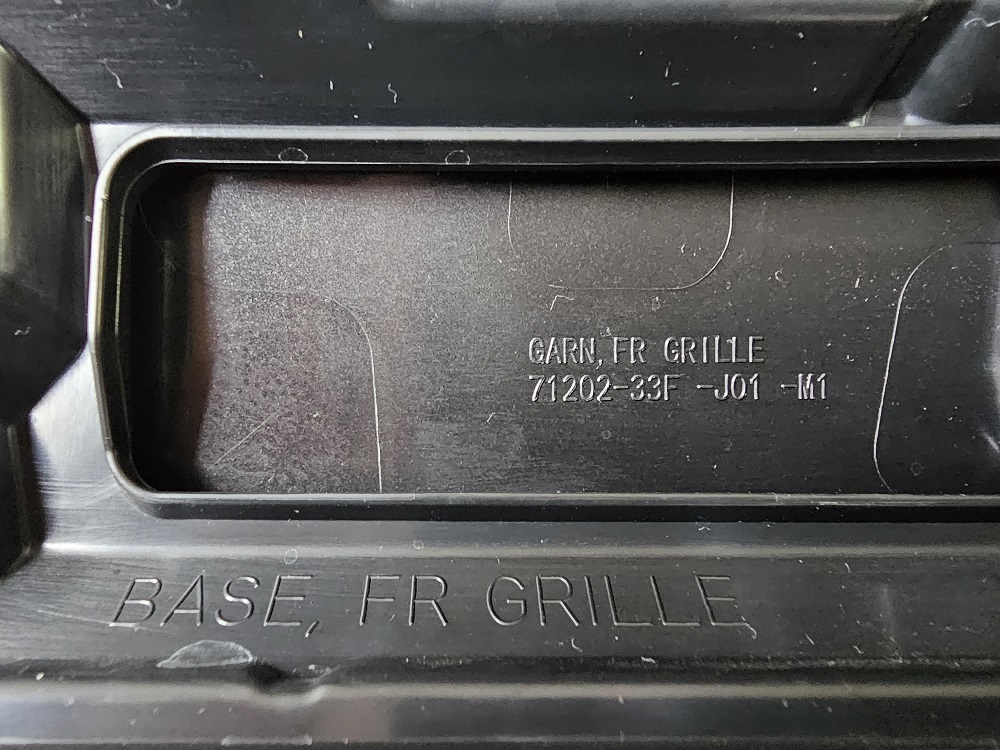 GARN, FR GRILLE
71202-33F -J01 -M1
BASE, FR GRILLE